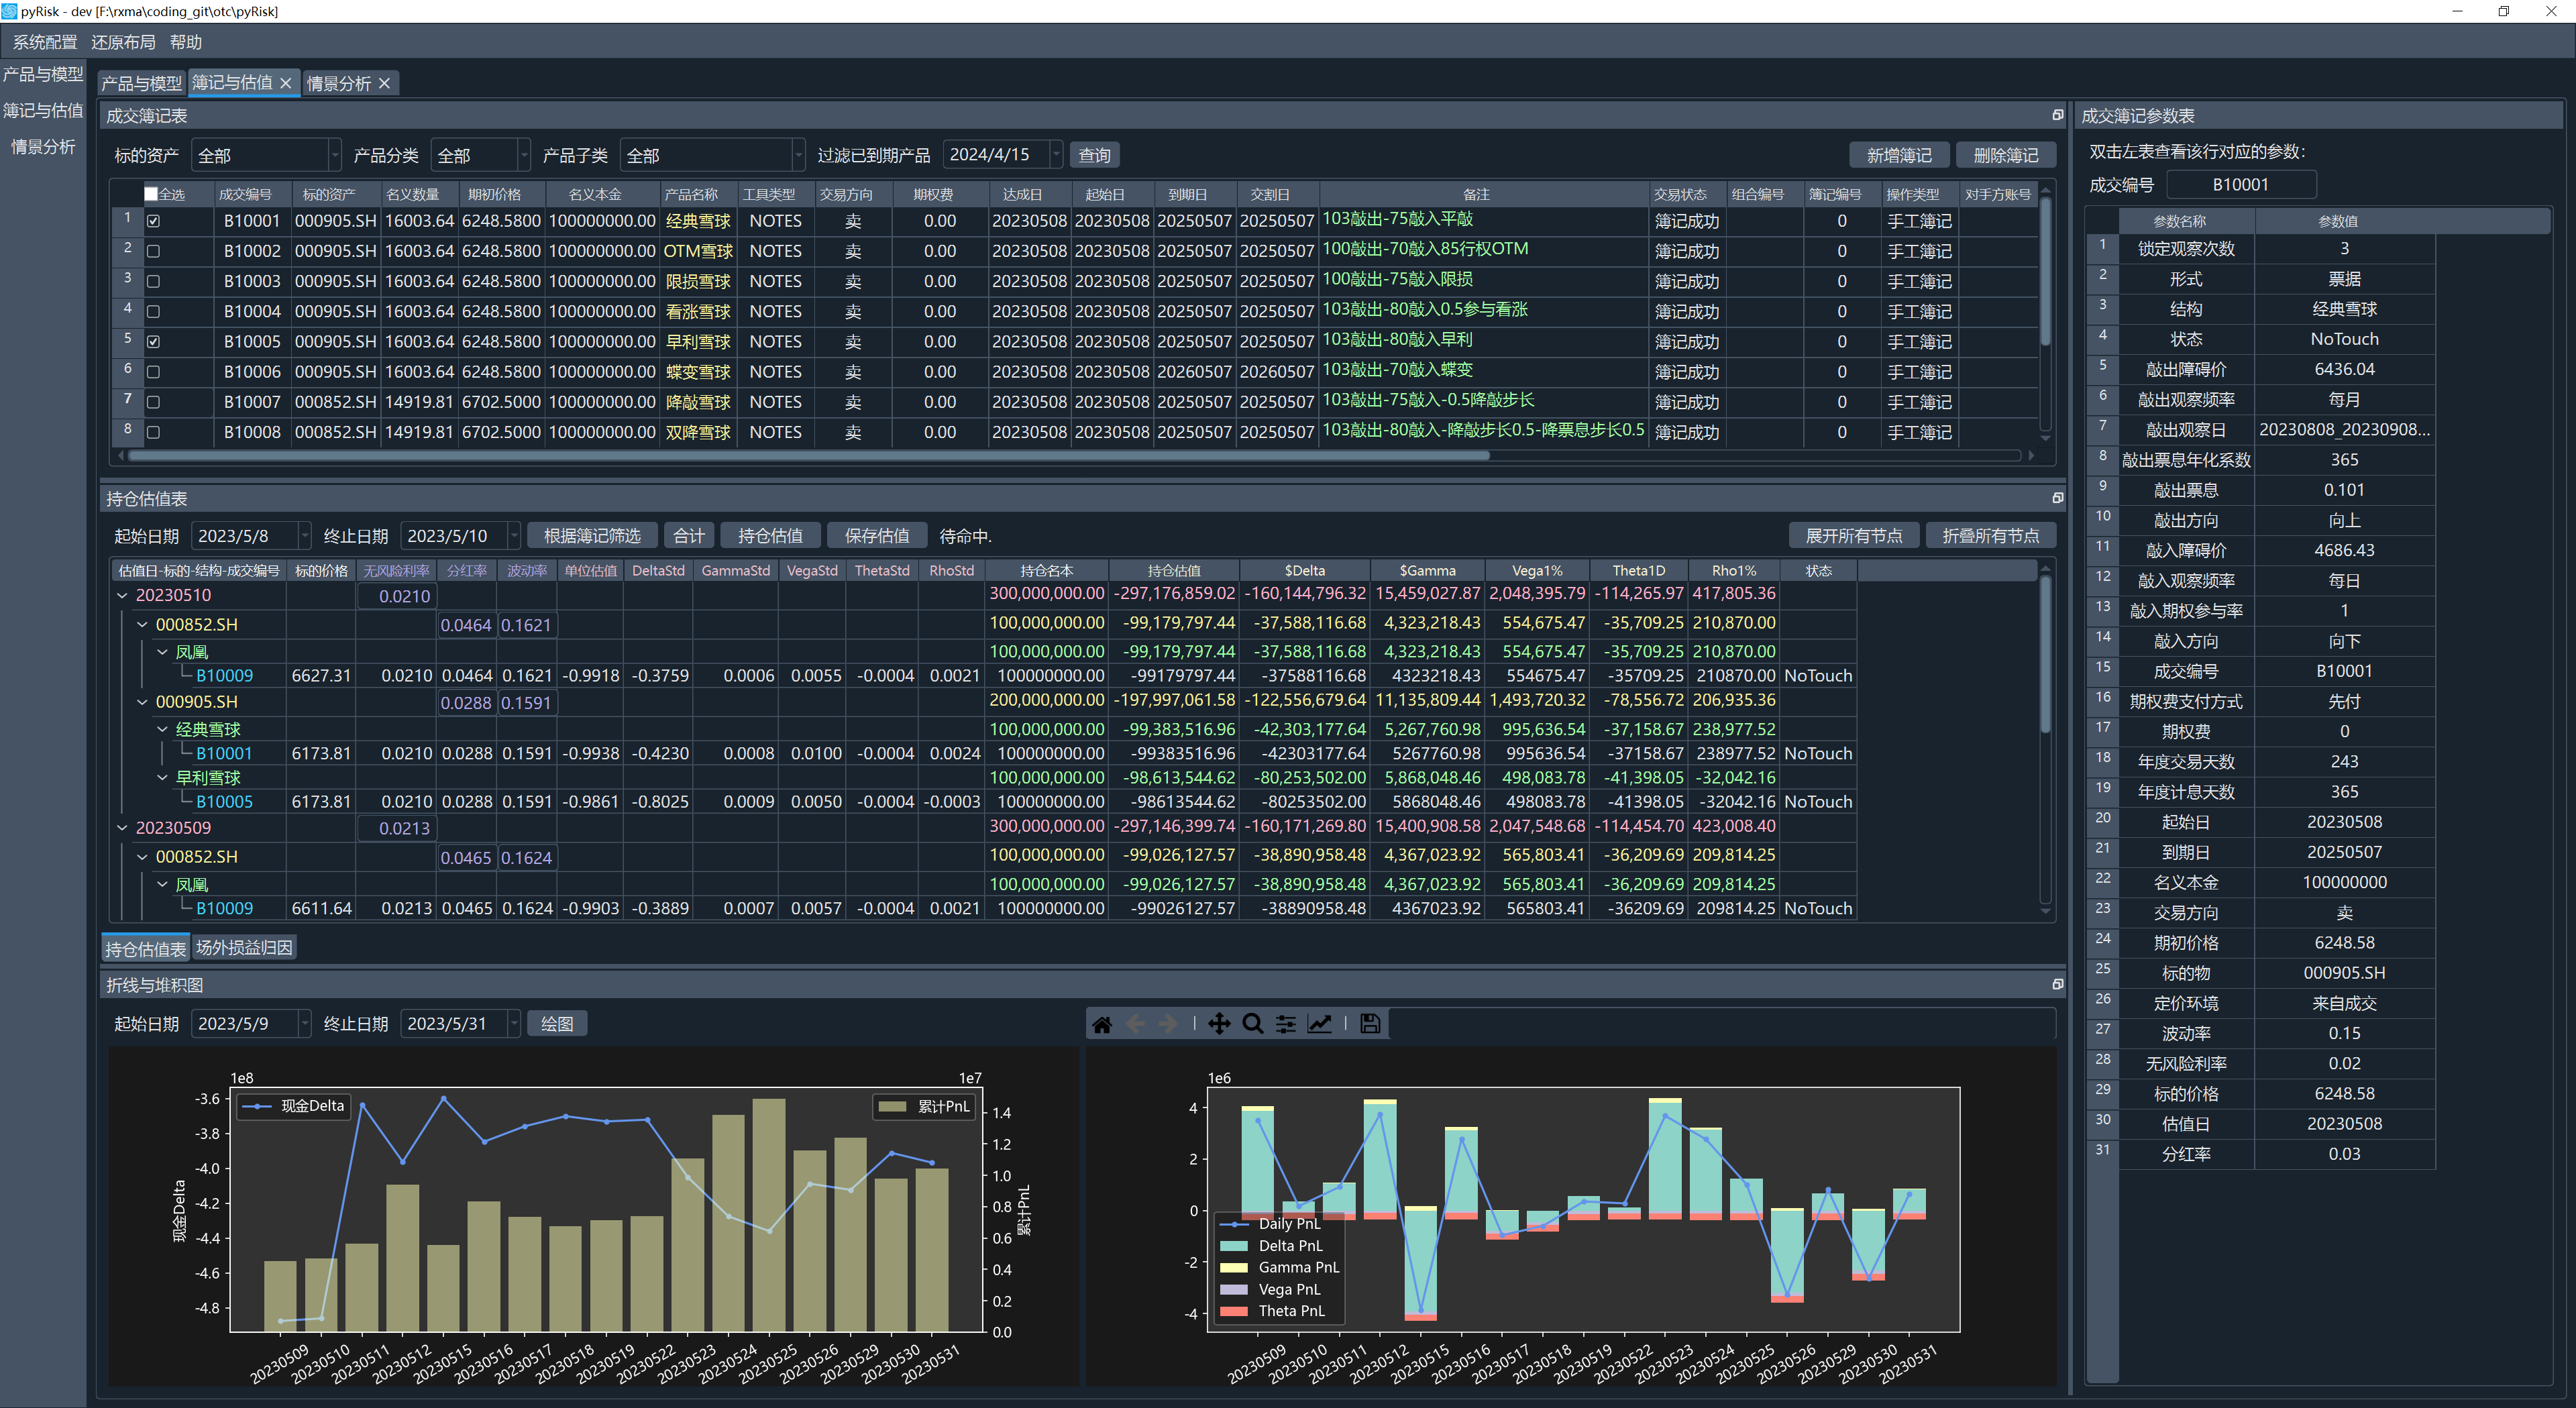 pyRisk - dev [F:\rxma\coding_git\otc\pyRisk]
系统配置 还原布局 帮助
产品与模型
簿记与估值
情景分析
产品与模型 簿记与估值 情景分析
成交簿记表
标的资产 全部 产品分类 全部 产品子类 全部 过滤已到期产品 2024/4/15 查询 新增簿记 删除簿记
全选 成交编号 标的资产 名义数量 期初价格 名义本金 产品名称 工具类型 交易方向 期权费 达成日 起始日 到期日 交割日 备注 交易状态 组合编号 簿记编号 操作类型 对手方账号
1 B10001 000905.SH 16003.64 6248.5800 100000000.00 经典雪球 NOTES 卖 0.00 20230508 20230508 20250507 20250507 103敲出-75敲入平敲 簿记成功 0 手工簿记
2 B10002 000905.SH 16003.64 6248.5800 100000000.00 OTM雪球 NOTES 卖 0.00 20230508 20230508 20250507 20250507 100敲出-70敲入85行权OTM 簿记成功 0 手工簿记
3 B10003 000905.SH 16003.64 6248.5800 100000000.00 限损雪球 NOTES 卖 0.00 20230508 20230508 20250507 20250507 100敲出-75敲入限损 簿记成功 0 手工簿记
4 B10004 000905.SH 16003.64 6248.5800 100000000.00 看涨雪球 NOTES 卖 0.00 20230508 20230508 20250507 20250507 103敲出-80敲入0.5参与看涨 簿记成功 0 手工簿记
5 B10005 000905.SH 16003.64 6248.5800 100000000.00 早利雪球 NOTES 卖 0.00 20230508 20230508 20250507 20250507 103敲出-80敲入早利 簿记成功 0 手工簿记
6 B10006 000905.SH 16003.64 6248.5800 100000000.00 蝶变雪球 NOTES 卖 0.00 20230508 20230508 20260507 20260507 103敲出-70敲入蝶变 簿记成功 0 手工簿记
7 B10007 000852.SH 14919.81 6702.5000 100000000.00 降敲雪球 NOTES 卖 0.00 20230508 20230508 20250507 20250507 103敲出-75敲入-0.5降敲步长 簿记成功 0 手工簿记
8 B10008 000852.SH 14919.81 6702.5000 100000000.00 双降雪球 NOTES 卖 0.00 20230508 20230508 20250507 20250507 103敲出-80敲入-降敲步长0.5-降票息步长0.5 簿记成功 0 手工簿记
持仓估值表
起始日期 2023/5/8 终止日期 2023/5/10 根据簿记筛选 合计 持仓估值 保存估值 待命中. 展开所有节点 折叠所有节点
估值日-标的-结构-成交编号 标的价格 无风险利率 分红率 波动率 单位估值 DeltaStd GammaStd VegaStd ThetaStd RhoStd 持仓名本 持仓估值 $Delta $Gamma Vega1% Theta1D Rho1% 状态
20230510 0.0210 300,000,000.00 -297,176,859.02 -160,144,796.32 15,459,027.87 2,048,395.79 -114,265.97 417,805.36
000852.SH 0.0464 0.1621 100,000,000.00 -99,179,797.44 -37,588,116.68 4,323,218.43 554,675.47 -35,709.25 210,870.00
凤凰 100,000,000.00 -99,179,797.44 -37,588,116.68 4,323,218.43 554,675.47 -35,709.25 210,870.00
B10009 6627.31 0.0210 0.0464 0.1621 -0.9918 -0.3759 0.0006 0.0055 -0.0004 0.0021 100000000.00 -99179797.44 -37588116.68 4323218.43 554675.47 -35709.25 210870.00 NoTouch
000905.SH 0.0288 0.1591 200,000,000.00 -197,997,061.58 -122,556,679.64 11,135,809.44 1,493,720.32 -78,556.72 206,935.36
经典雪球 100,000,000.00 -99,383,516.96 -42,303,177.64 5,267,760.98 995,636.54 -37,158.67 238,977.52
B10001 6173.81 0.0210 0.0288 0.1591 -0.9938 -0.4230 0.0008 0.0100 -0.0004 0.0024 100000000.00 -99383516.96 -42303177.64 5267760.98 995636.54 -37158.67 238977.52 NoTouch
早利雪球 100,000,000.00 -98,613,544.62 -80,253,502.00 5,868,048.46 498,083.78 -41,398.05 -32,042.16
B10005 6173.81 0.0210 0.0288 0.1591 -0.9861 -0.8025 0.0009 0.0050 -0.0004 -0.0003 100000000.00 -98613544.62 -80253502.00 5868048.46 498083.78 -41398.05 -32042.16 NoTouch
20230509 0.0213 300,000,000.00 -297,146,399.74 -160,171,269.80 15,400,908.58 2,047,548.68 -114,454.70 423,008.40
000852.SH 0.0465 0.1624 100,000,000.00 -99,026,127.57 -38,890,958.48 4,367,023.92 565,803.41 -36,209.69 209,814.25
凤凰 100,000,000.00 -99,026,127.57 -38,890,958.48 4,367,023.92 565,803.41 -36,209.69 209,814.25
B10009 6611.64 0.0213 0.0465 0.1624 -0.9903 -0.3889 0.0007 0.0057 -0.0004 0.0021 100000000.00 -99026127.57 -38890958.48 4367023.92 565803.41 -36209.69 209814.25 NoTouch
持仓估值表 场外损益归因
折线与堆积图
起始日期 2023/5/9 终止日期 2023/5/31 绘图
1e8 1e7
现金Delta 累计PnL
-3.6
-3.8
-4.0
-4.2
-4.4
-4.6
-4.8
现金Delta
1.4
1.2
1.0
0.8
0.6
0.4
0.2
0.0
累计PnL
20230509 20230510 20230511 20230512 20230515 20230516 20230517 20230518 20230519 20230522 20230523 20230524 20230525 20230526 20230529 20230530 20230531
1e6
4
2
0
-2
-4
Daily PnL
Delta PnL
Gamma PnL
Vega PnL
Theta PnL
20230509 20230510 20230511 20230512 20230515 20230516 20230517 20230518 20230519 20230522 20230523 20230524 20230525 20230526 20230529 20230530 20230531
成交簿记参数表
双击左表查看该行对应的参数:
成交编号 B10001
参数名称 参数值
1 锁定观察次数 3
2 形式 票据
3 结构 经典雪球
4 状态 NoTouch
5 敲出障碍价 6436.04
6 敲出观察频率 每月
7 敲出观察日 20230808_20230908...
8 敲出票息年化系数 365
9 敲出票息 0.101
10 敲出方向 向上
11 敲入障碍价 4686.43
12 敲入观察频率 每日
13 敲入期权参与率 1
14 敲入方向 向下
15 成交编号 B10001
16 期权费支付方式 先付
17 期权费 0
18 年度交易天数 243
19 年度计息天数 365
20 起始日 20230508
21 到期日 20250507
22 名义本金 100000000
23 交易方向 卖
24 期初价格 6248.58
25 标的物 000905.SH
26 定价环境 来自成交
27 波动率 0.15
28 无风险利率 0.02
29 标的价格 6248.58
30 估值日 20230508
31 分红率 0.03